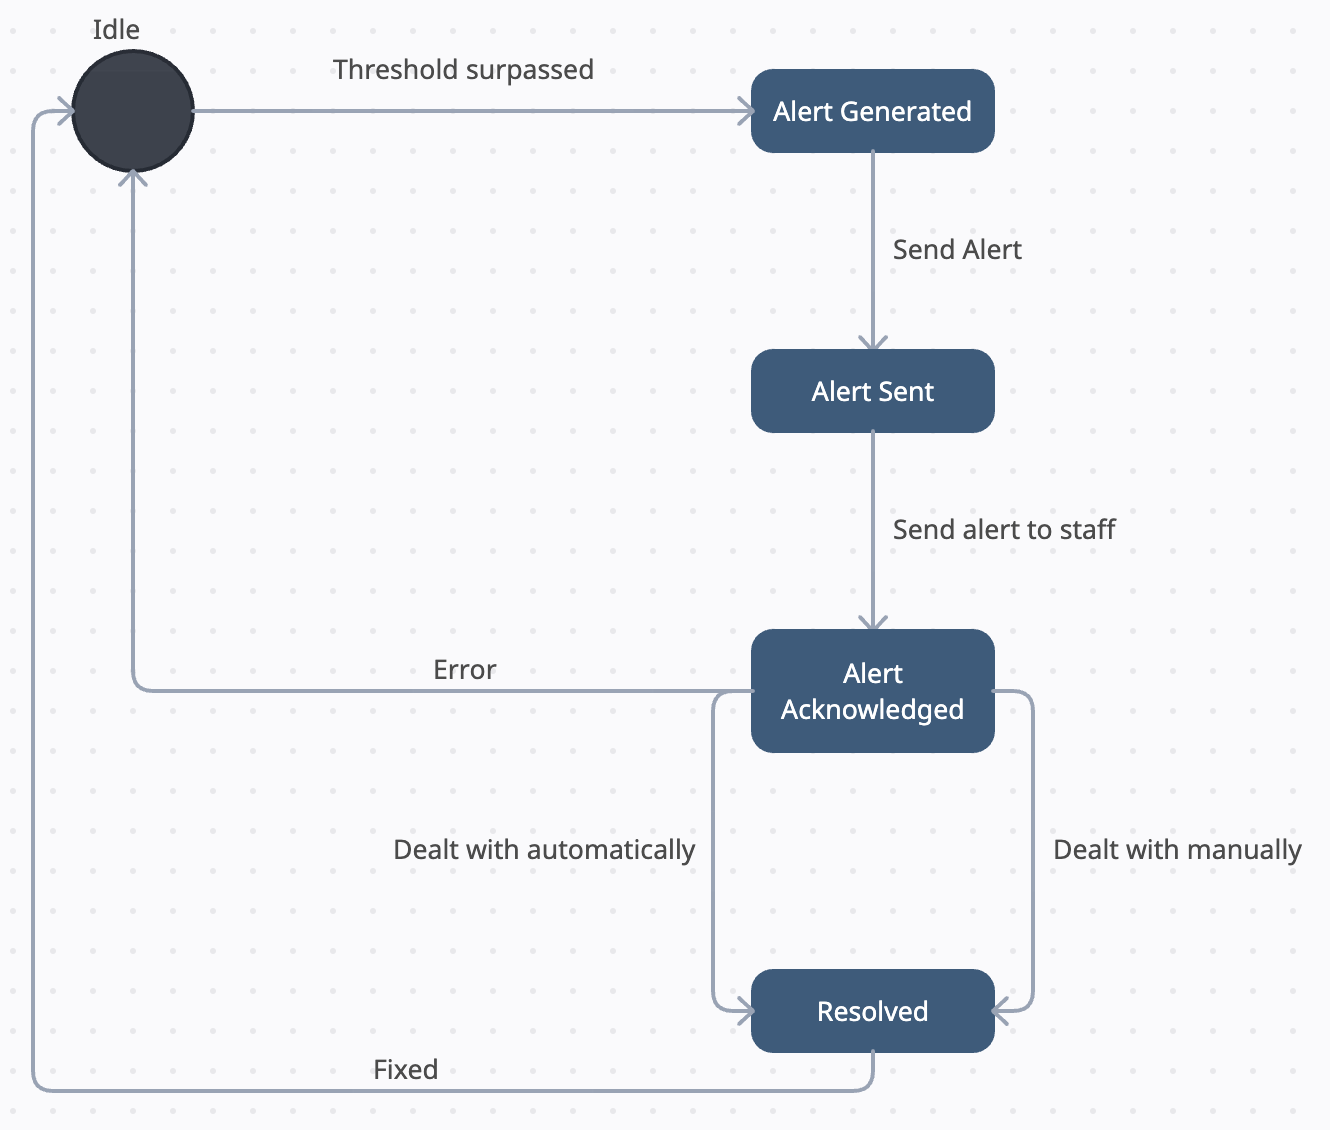 Idle
Threshold surpassed
Alert Generated
Send Alert
Alert Sent
Send alert to staff
Alert
Acknowledged
Error
Dealt with automatically
Dealt with manually
Resolved
Fixed